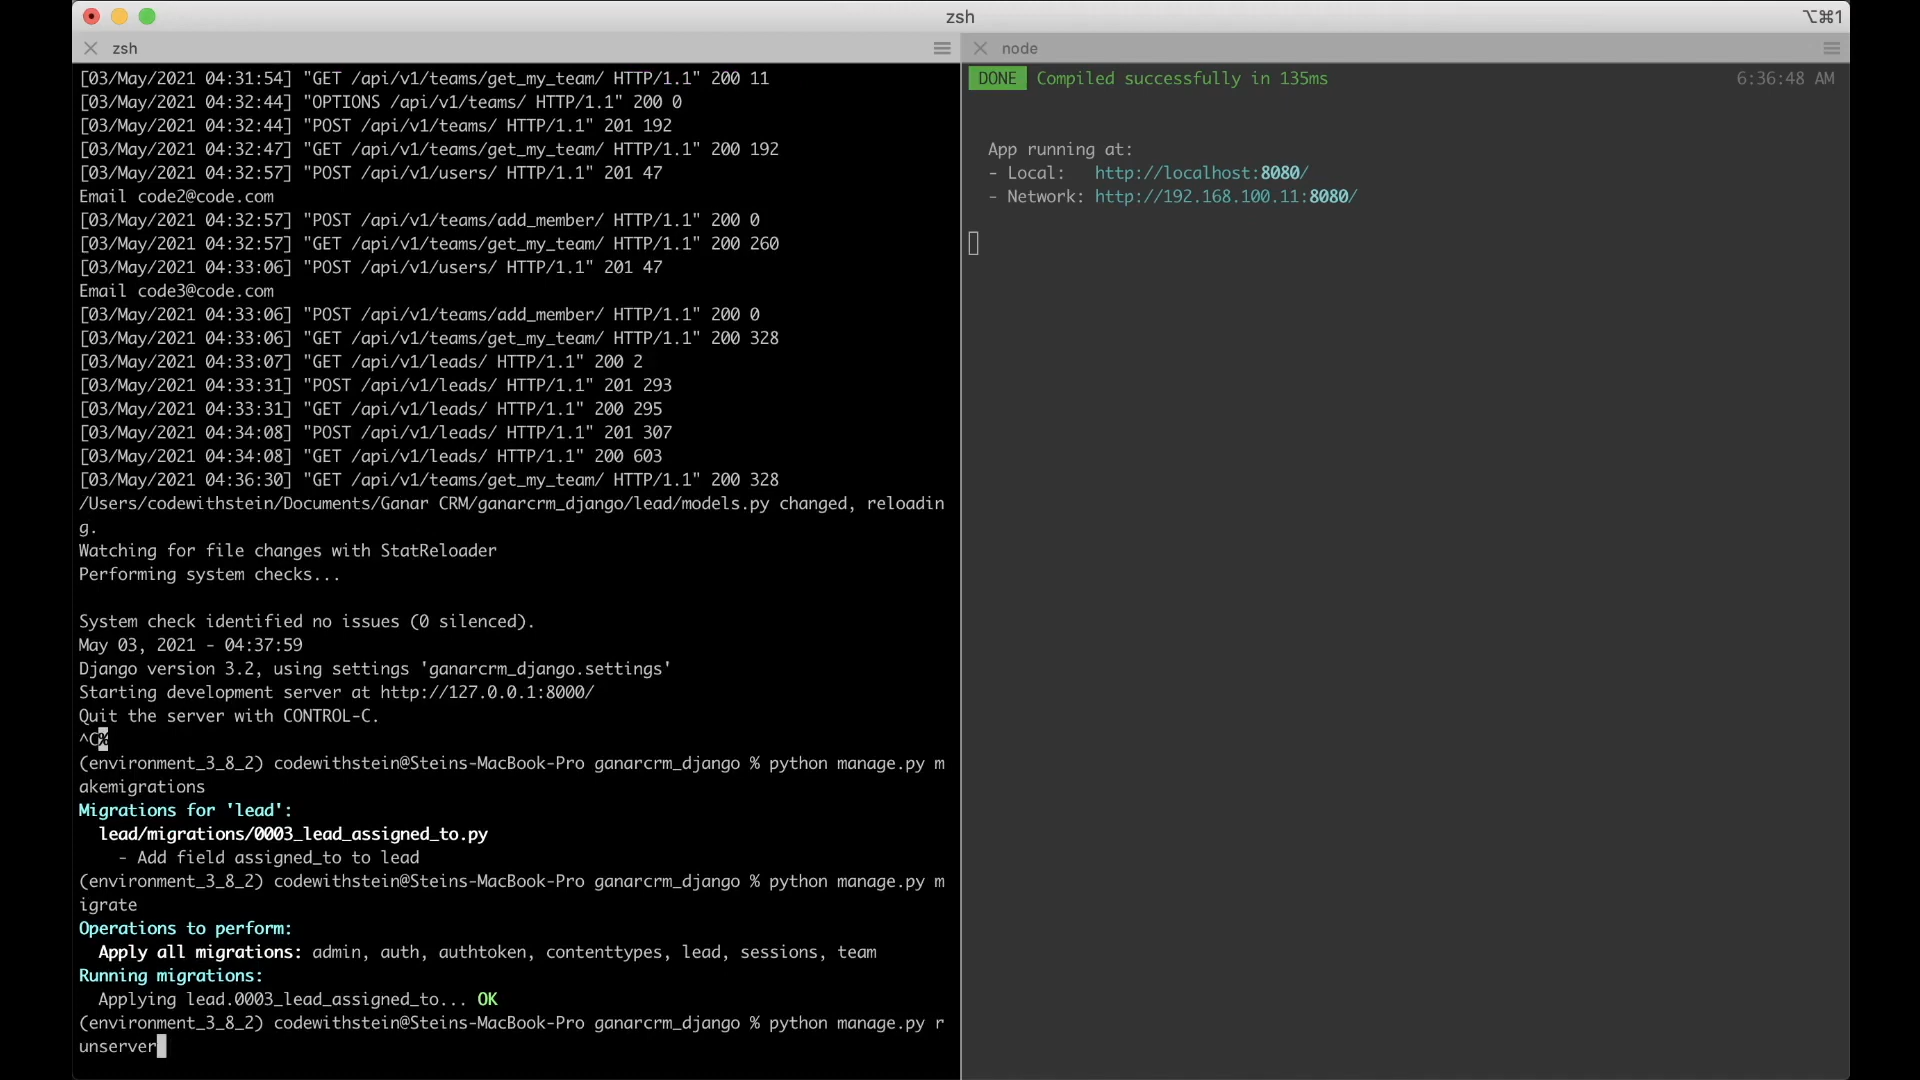 zsh
⌥⌘1
zsh
[03/May/2021 04:31:54] "GET /api/v1/teams/get_my_team/ HTTP/1.1" 200 11
[03/May/2021 04:32:44] "OPTIONS /api/v1/teams/ HTTP/1.1" 200 0
[03/May/2021 04:32:44] "POST /api/v1/teams/ HTTP/1.1" 201 192
[03/May/2021 04:32:47] "GET /api/v1/teams/get_my_team/ HTTP/1.1" 200 192
[03/May/2021 04:32:57] "POST /api/v1/users/ HTTP/1.1" 201 47
Email code2@code.com
[03/May/2021 04:32:57] "POST /api/v1/teams/add_member/ HTTP/1.1" 200 0
[03/May/2021 04:32:57] "GET /api/v1/teams/get_my_team/ HTTP/1.1" 200 260
[03/May/2021 04:33:06] "POST /api/v1/users/ HTTP/1.1" 201 47
Email code3@code.com
[03/May/2021 04:33:06] "POST /api/v1/teams/add_member/ HTTP/1.1" 200 0
[03/May/2021 04:33:06] "GET /api/v1/teams/get_my_team/ HTTP/1.1" 200 328
[03/May/2021 04:33:07] "GET /api/v1/leads/ HTTP/1.1" 200 2
[03/May/2021 04:33:31] "POST /api/v1/leads/ HTTP/1.1" 201 293
[03/May/2021 04:33:31] "GET /api/v1/leads/ HTTP/1.1" 200 295
[03/May/2021 04:34:08] "POST /api/v1/leads/ HTTP/1.1" 201 307
[03/May/2021 04:34:08] "GET /api/v1/leads/ HTTP/1.1" 200 603
[03/May/2021 04:36:30] "GET /api/v1/teams/get_my_team/ HTTP/1.1" 200 328
/Users/codewithstein/Documents/Ganar CRM/ganarcrm_django/lead/models.py changed, reloadin
g.
Watching for file changes with StatReloader
Performing system checks...
System check identified no issues (0 silenced).
May 03, 2021 - 04:37:59
Django version 3.2, using settings 'ganarcrm_django.settings'
Starting development server at http://127.0.0.1:8000/
Quit the server with CONTROL-C.
^C%
(environment_3_8_2) codewithstein@Steins-MacBook-Pro ganarcrm_django % python manage.py m
akemigrations
Migrations for 'lead':
lead/migrations/0003_lead_assigned_to.py
- Add field assigned_to to lead
(environment_3_8_2) codewithstein@Steins-MacBook-Pro ganarcrm_django % python manage.py m
igrate
Operations to perform:
Apply all migrations: admin, auth, authtoken, contenttypes, lead, sessions, team
Running migrations:
Applying lead.0003_lead_assigned_to... OK
(environment_3_8_2) codewithstein@Steins-MacBook-Pro ganarcrm_django % python manage.py r
unserver
node
DONE Compiled successfully in 135ms 6:36:48 AM
App running at:
- Local: http://localhost:8080/
- Network: http://192.168.100.11:8080/